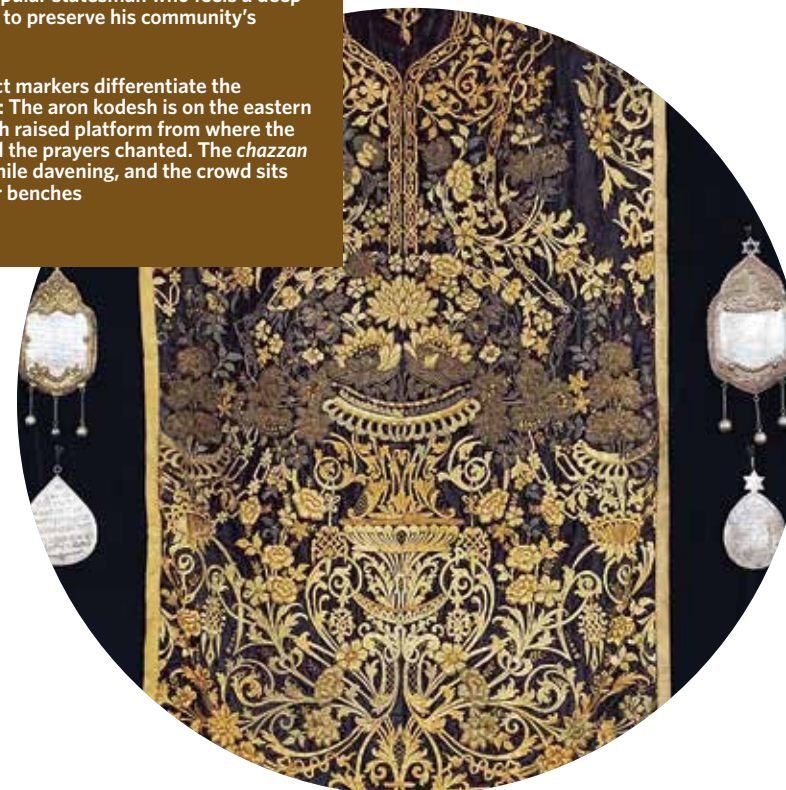 pular statesman who feels a deep
to preserve his community's
ct markers differentiate the
: The aron kodesh is on the eastern
h raised platform from where the
d the prayers chanted. The chazzan
hile davening, and the crowd sits
r benches